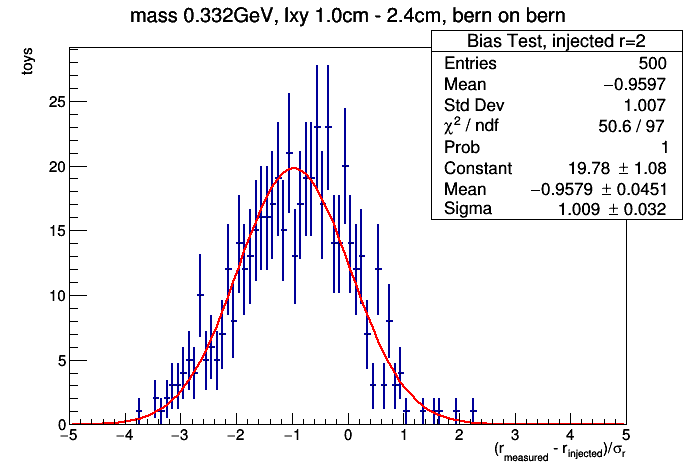 mass 0.332GeV, lxy 1.0cm - 2.4cm, bern on bern
Bias Test, injected r=2
Entries 500
Mean −0.9597
Std Dev 1.007
χ² / ndf 50.6 / 97
Prob 1
Constant 19.78 ± 1.08
Mean −0.9579 ± 0.0451
Sigma 1.009 ± 0.032
toys
25
20
15
10
5
0
−5 −4 −3 −2 −1 0 1 2 3 4 5
(r_measured - r_injected)/σ_r